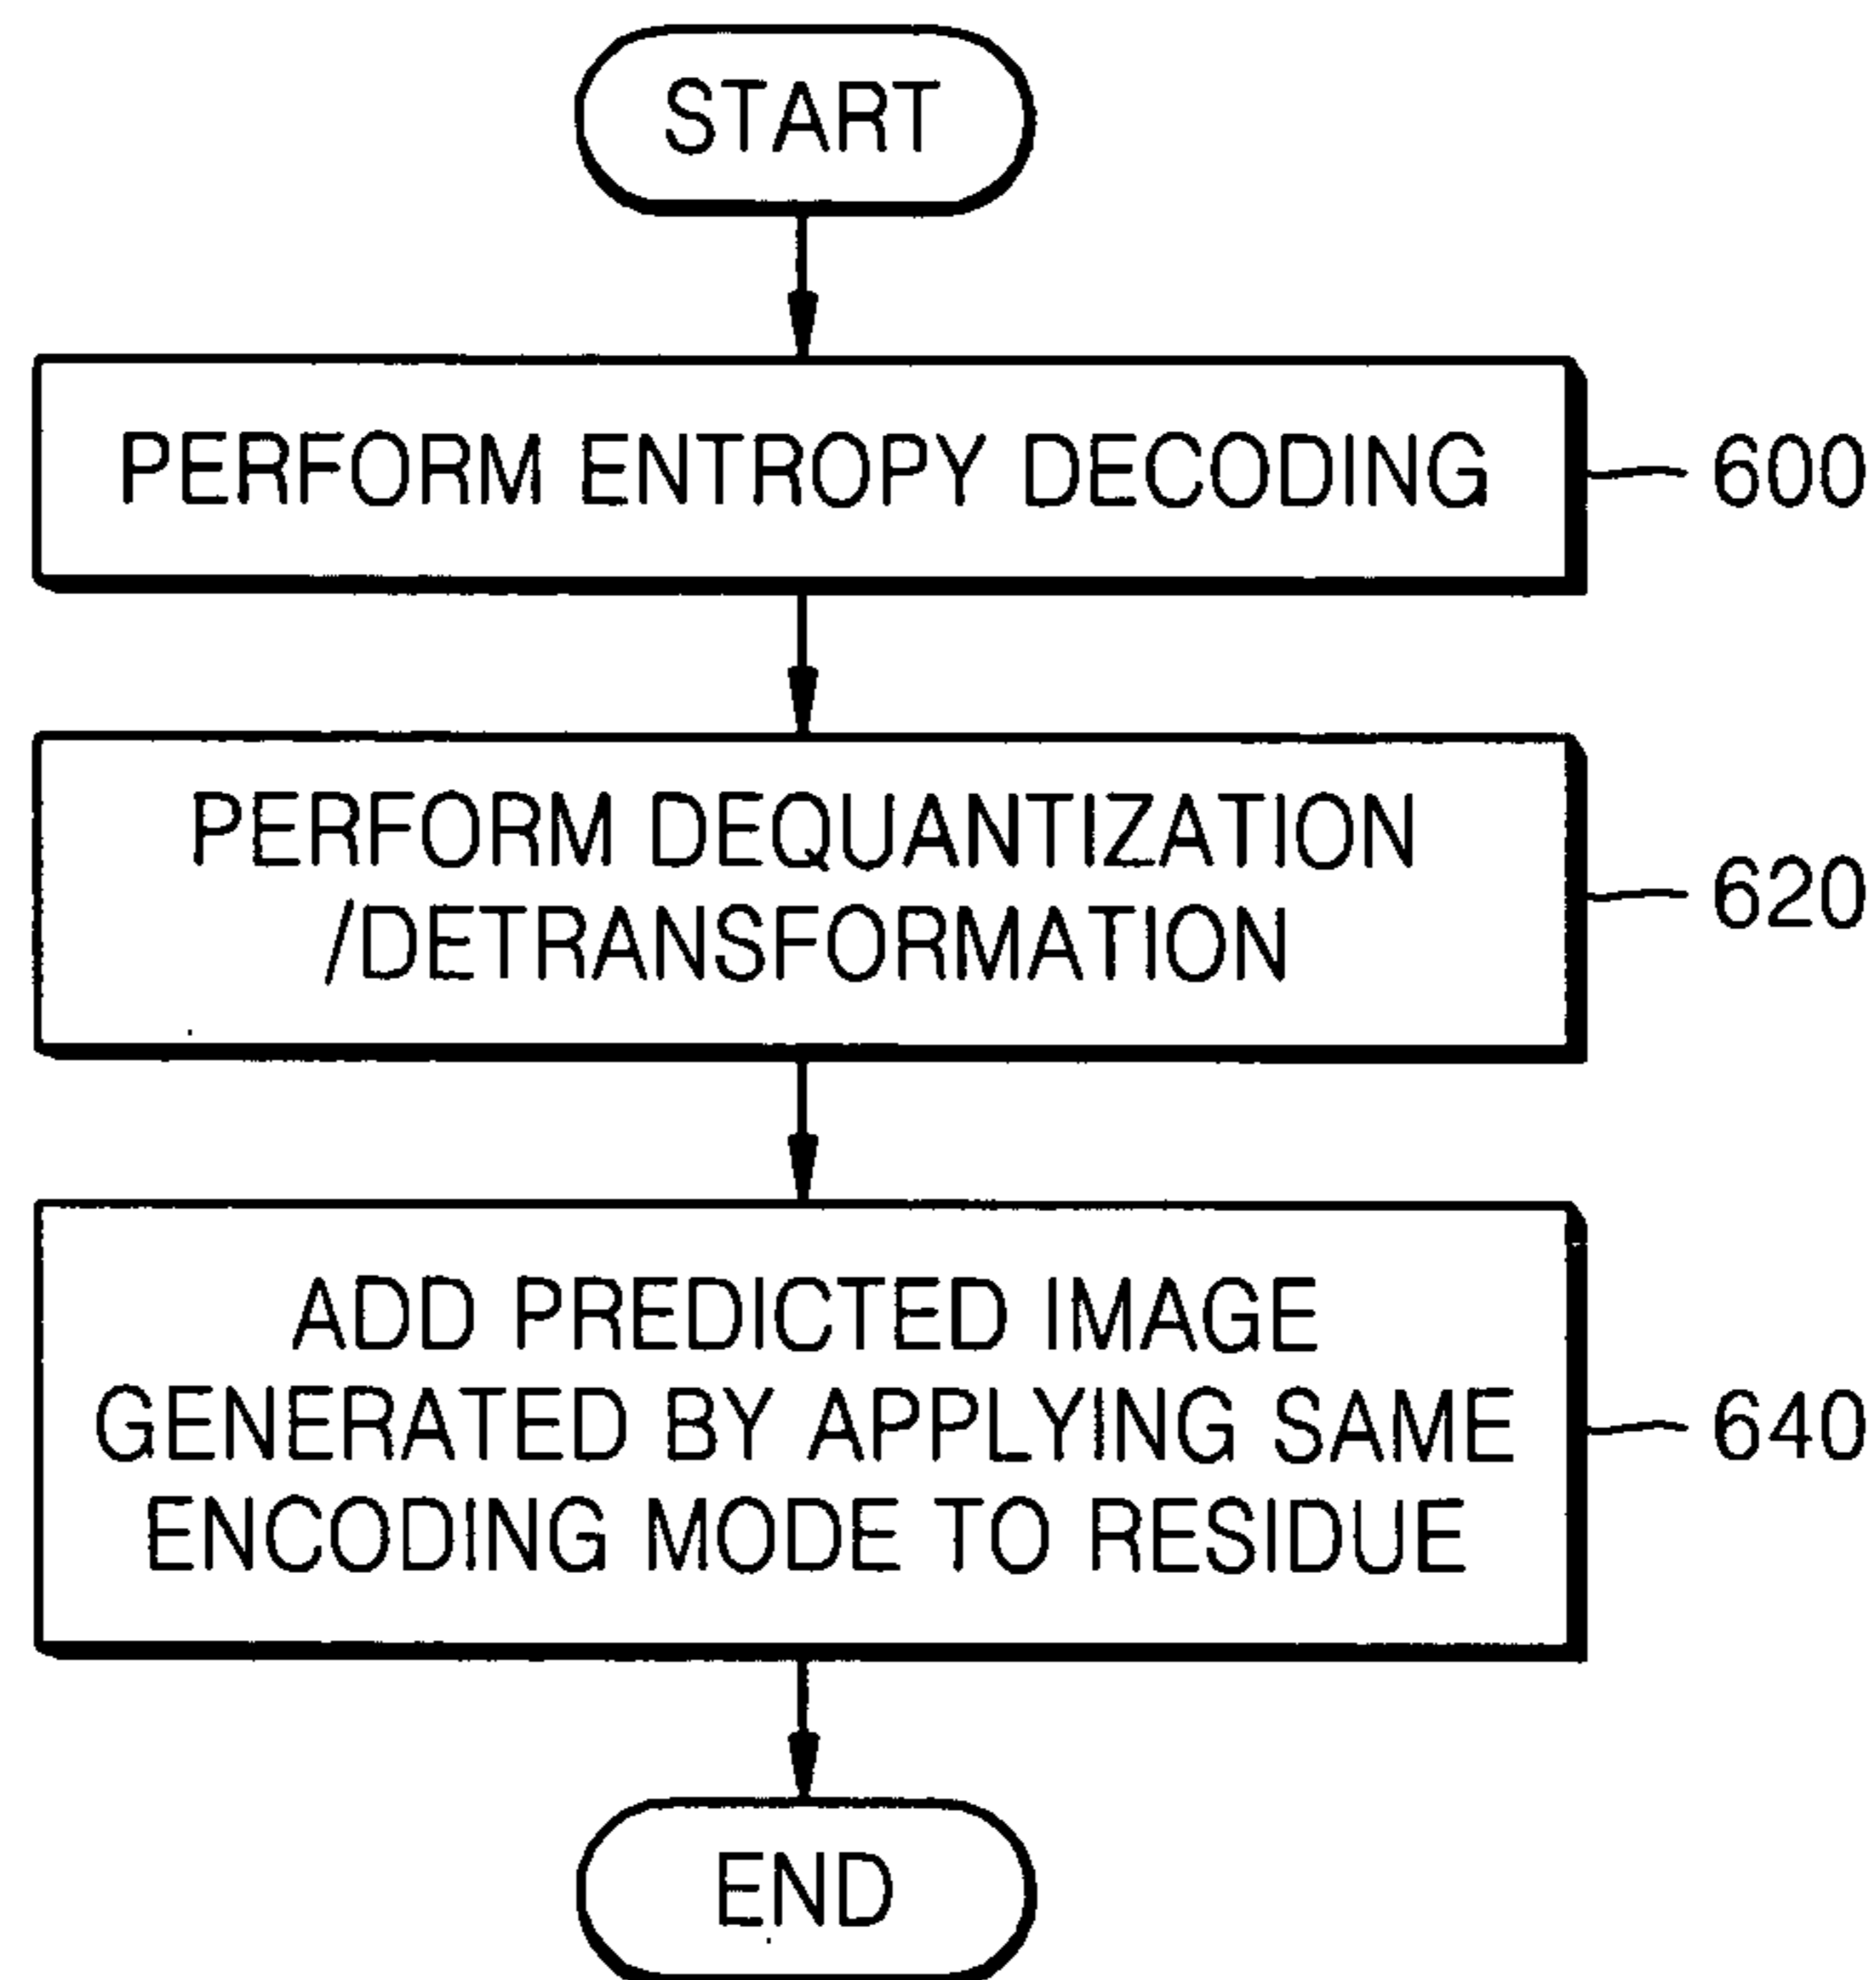 START
PERFORM ENTROPY DECODING
600
PERFORM DEQUANTIZATION
/DETRANSFORMATION
620
ADD PREDICTED IMAGE
GENERATED BY APPLYING SAME
ENCODING MODE TO RESIDUE
640
END